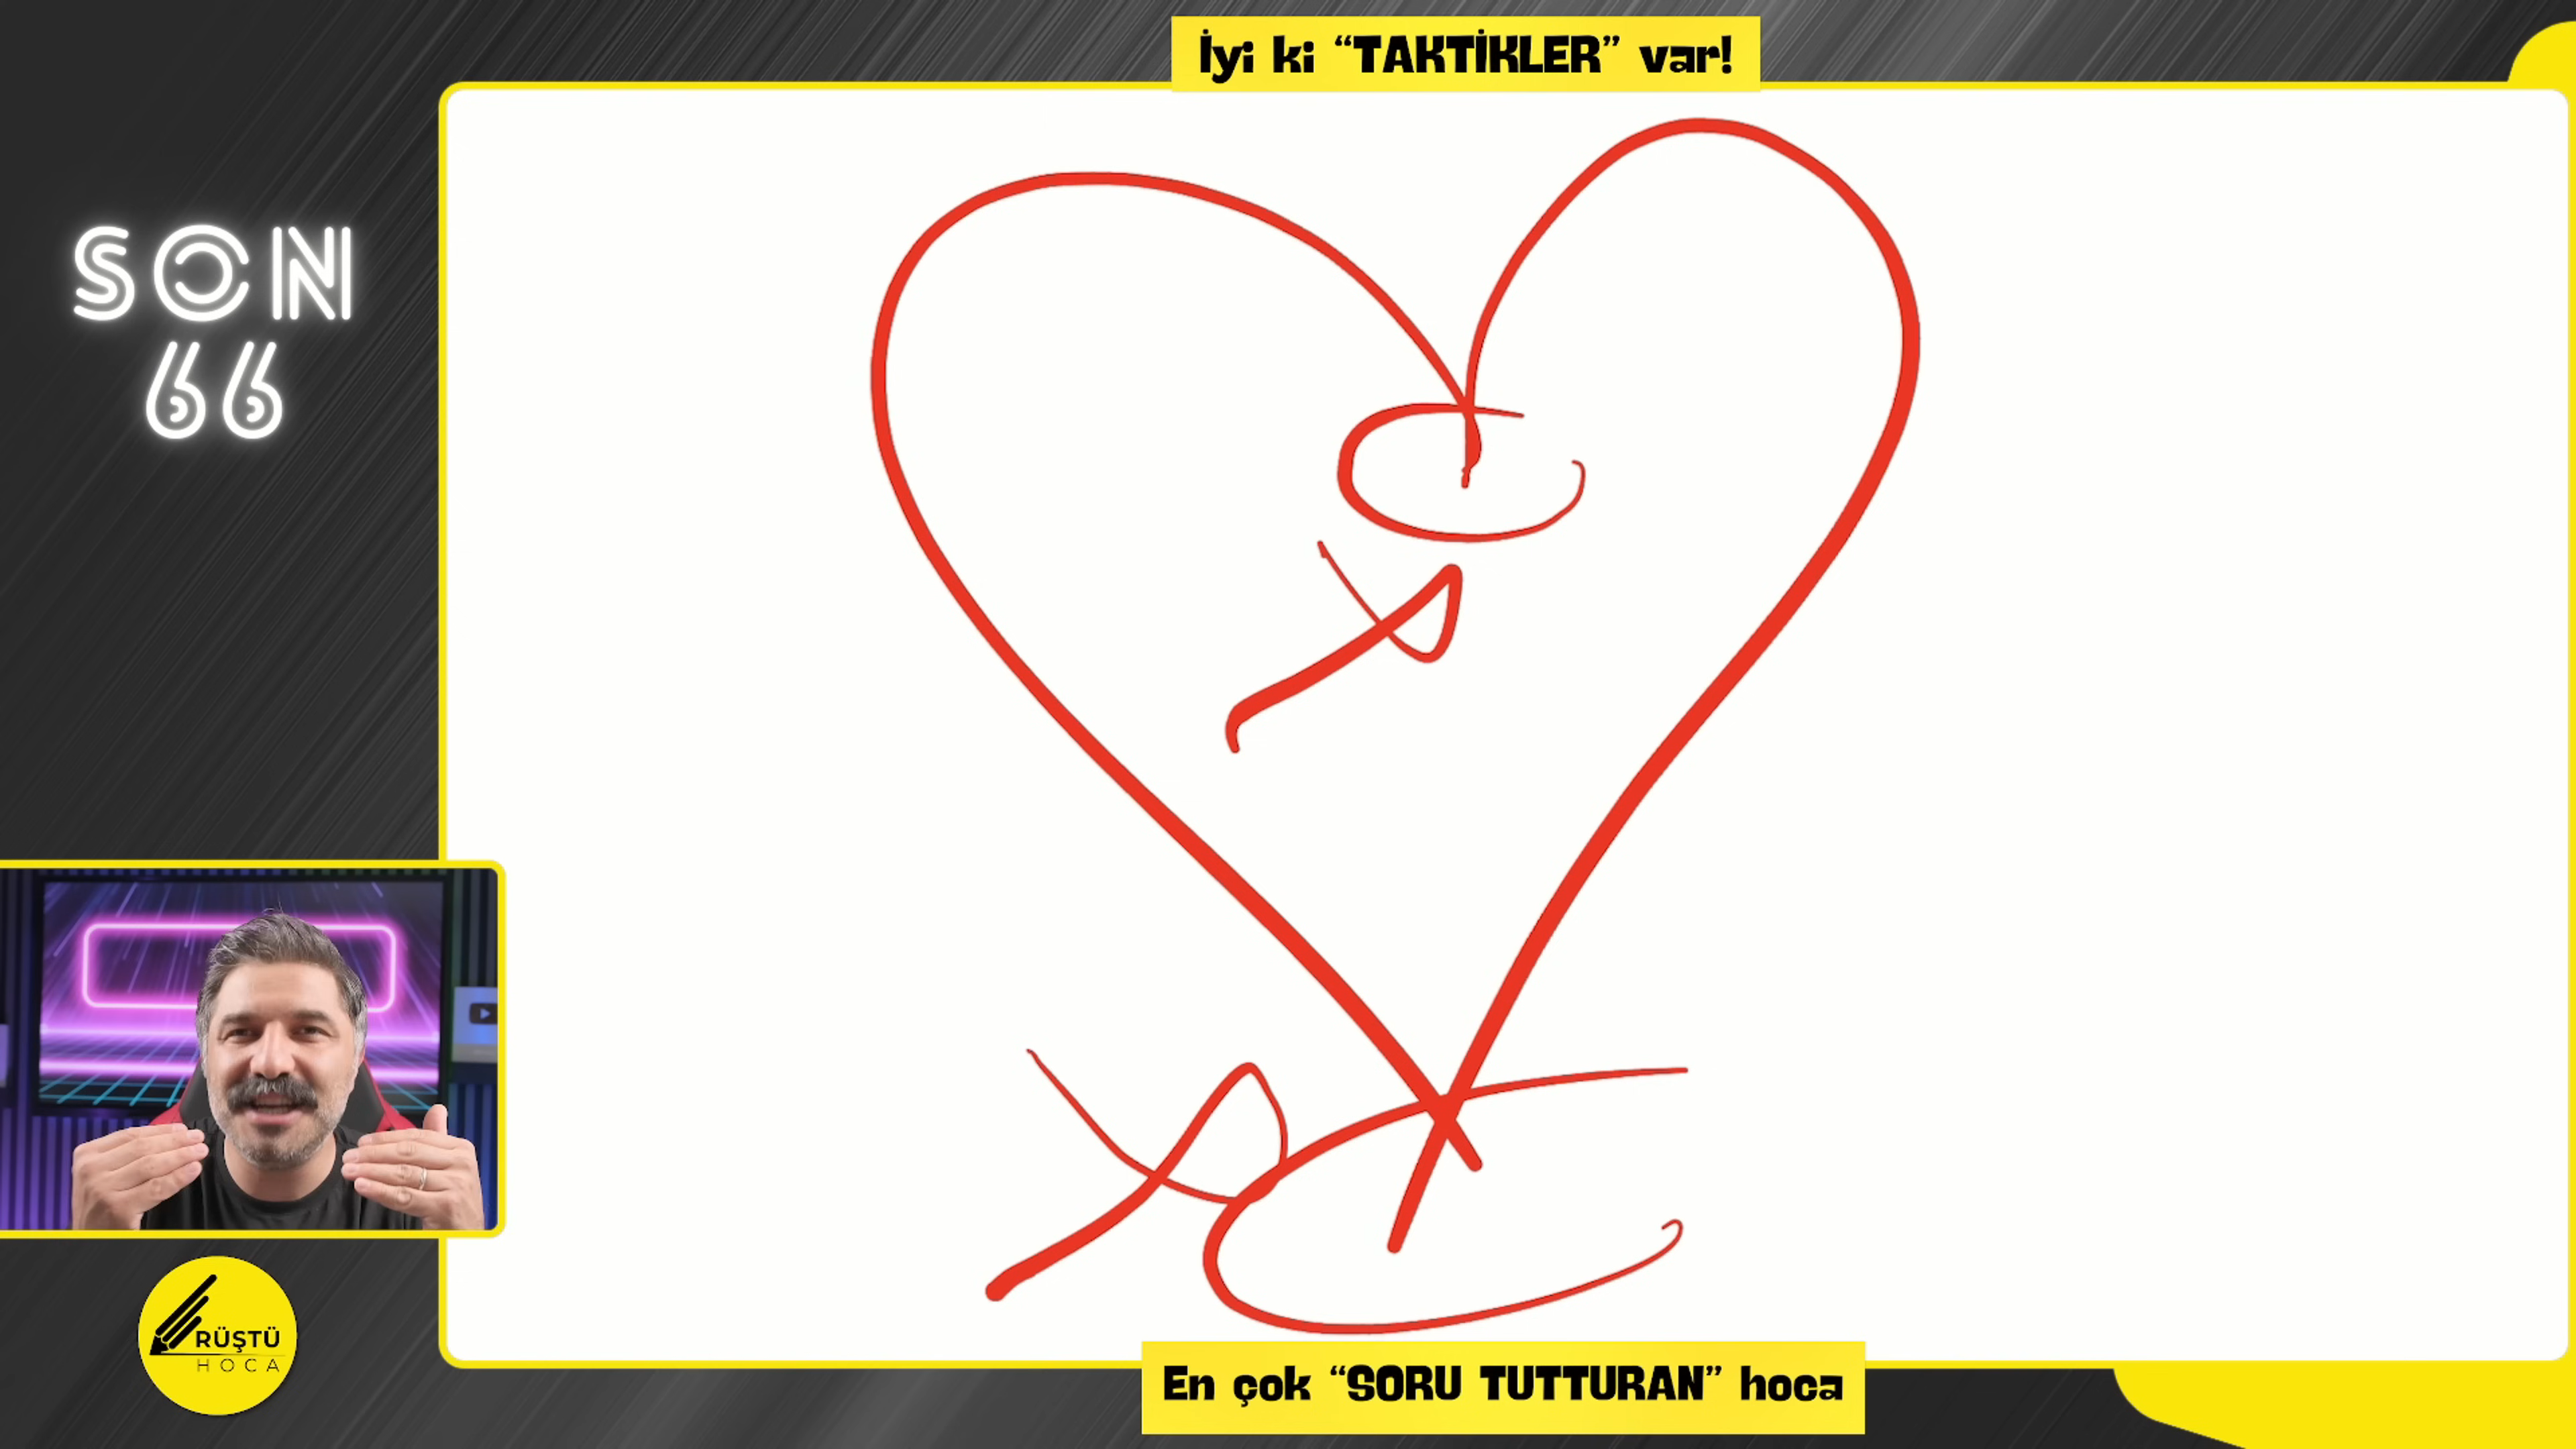 İyi ki “TAKTİKLER” var!
SON
66
RÜŞTÜ
HOCA
En çok “SORU TUTTURAN” hoca